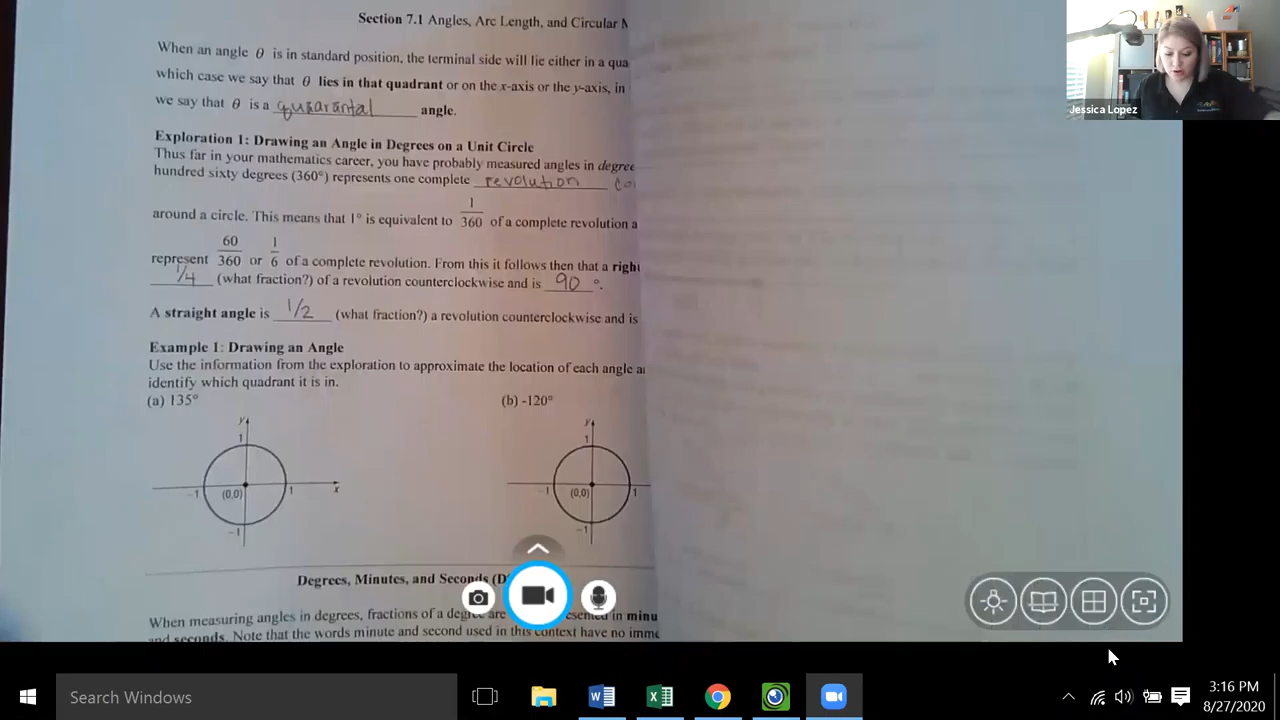 Section 7.1 Angles, Arc Length, and Circular
When an angle θ is in standard position, the terminal side will lie either in a qua
which case we say that θ lies in that quadrant or on the x-axis or the y-axis, in
we say that θ is a quadrantal angle.
Exploration 1: Drawing an Angle in Degrees on a Unit Circle
Thus far in your mathematics career, you have probably measured angles in degree
hundred sixty degrees (360°) represents one complete revolution
around a circle. This means that 1° is equivalent to 1/360 of a complete revolution a
represent 60/360 or 1/6 of a complete revolution. From this it follows then that a right
1/4 (what fraction?) of a revolution counterclockwise and is 90 °.
A straight angle is 1/2 (what fraction?) a revolution counterclockwise and is
Example 1: Drawing an Angle
Use the information from the exploration to approximate the location of each angle a
identify which quadrant it is in.
(a) 135° (b) -120°
y y
1 1
-1 (0,0) 1 x -1 (0,0) 1
-1 -1
Degrees, Minutes, and Seconds (D
When measuring angles in degrees, fractions of a degree are in minu
and seconds. Note that the words minute and second used in this context have no imme
Jessica Lopez
Search Windows
3:16 PM
8/27/2020